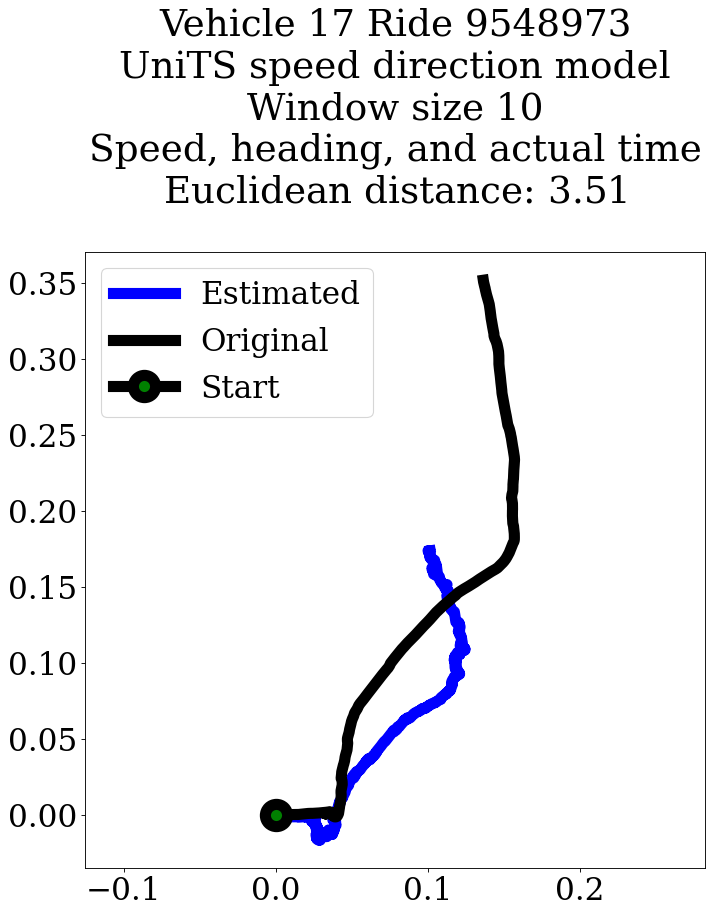 Vehicle 17 Ride 9548973
UniTS speed direction model
Window size 10
Speed, heading, and actual time
Euclidean distance: 3.51
Estimated
Original
Start
0.35
0.30
0.25
0.20
0.15
0.10
0.05
0.00
−0.1 0.0 0.1 0.2